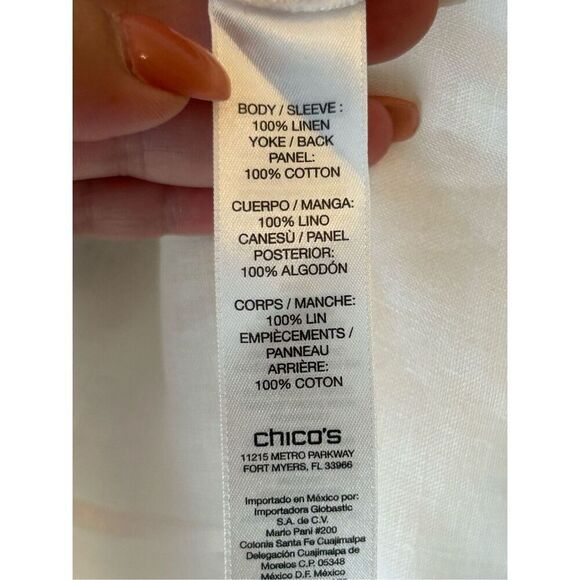 BODY / SLEEVE :
100% LINEN
YOKE / BACK
PANEL:
100% COTTON
CUERPO / MANGA:
100% LINO
CANESÙ / PANEL
POSTERIOR:
100% ALGODÓN
CORPS / MANCHE:
100% LIN
EMPIÈCEMENTS /
PANNEAU
ARRIÈRE:
100% COTON
chico's
11215 METRO PARKWAY
FORT MYERS, FL 33966
Importado en México por:
Importadora Globastic
S.A. de C.V.
Mario Pani #200
Colonia Santa Fe Cuajimalpa
Delegación Cuajimalpa de
Morelos C.P. 05348
México D.F. México